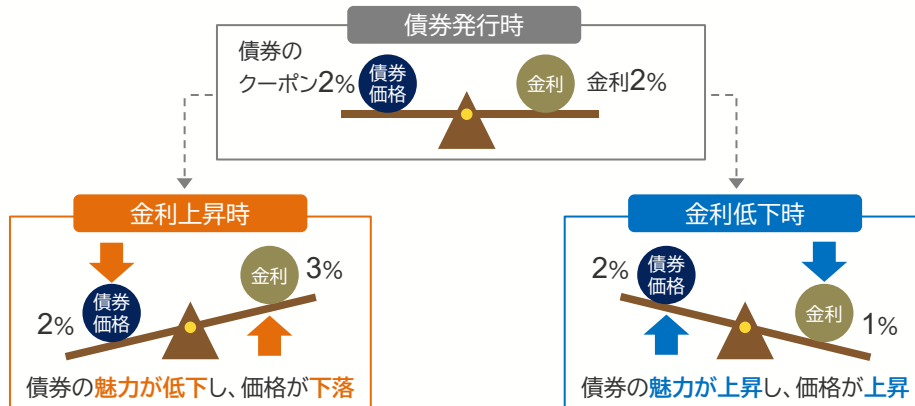 債券発行時
債券の
クーポン2%
債券
価格
金利
金利2%
金利上昇時
2%
債券
価格
金利
3%
債券の魅力が低下し、価格が下落
金利低下時
2%
債券
価格
金利
1%
債券の魅力が上昇し、価格が上昇